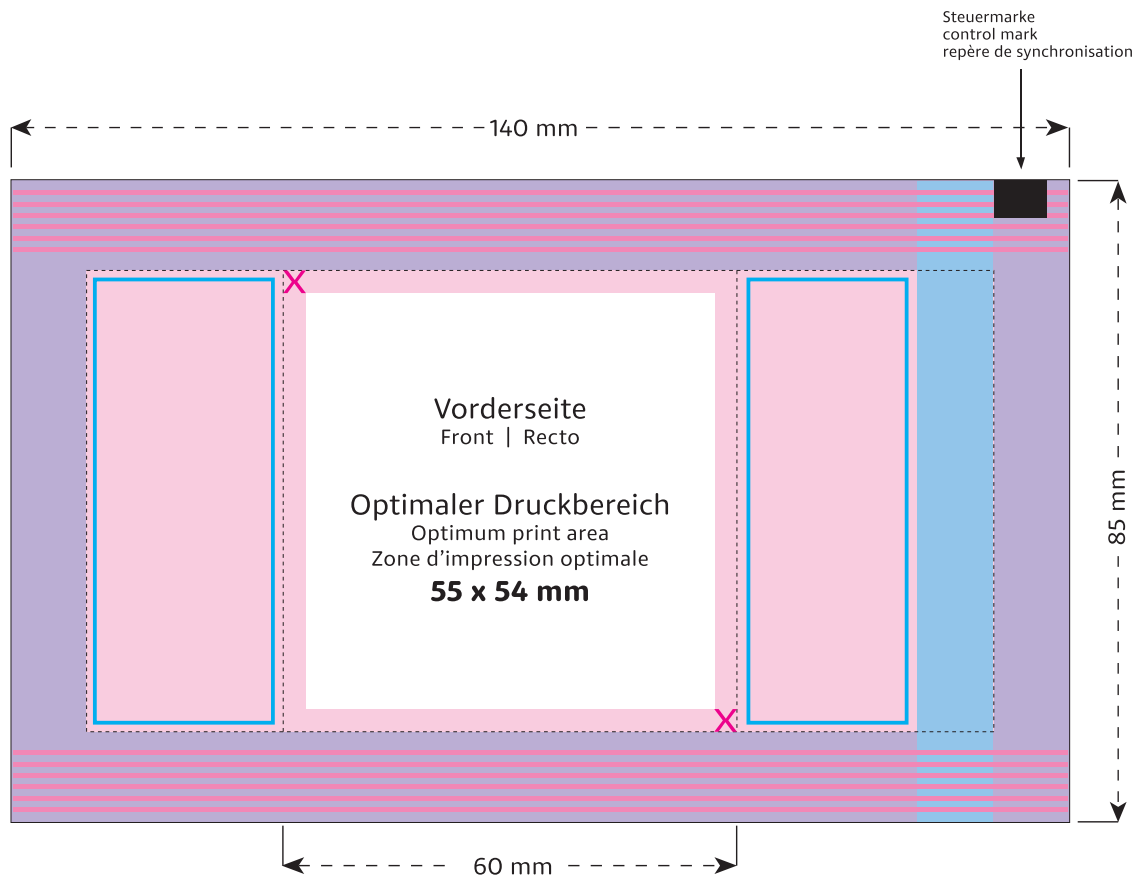 Steuermarke
control mark
repère de synchronisation
140 mm
X
Vorderseite
Front | Recto
Optimaler Druckbereich
Optimum print area
Zone d’impression optimale
55 x 54 mm
85 mm
X
60 mm